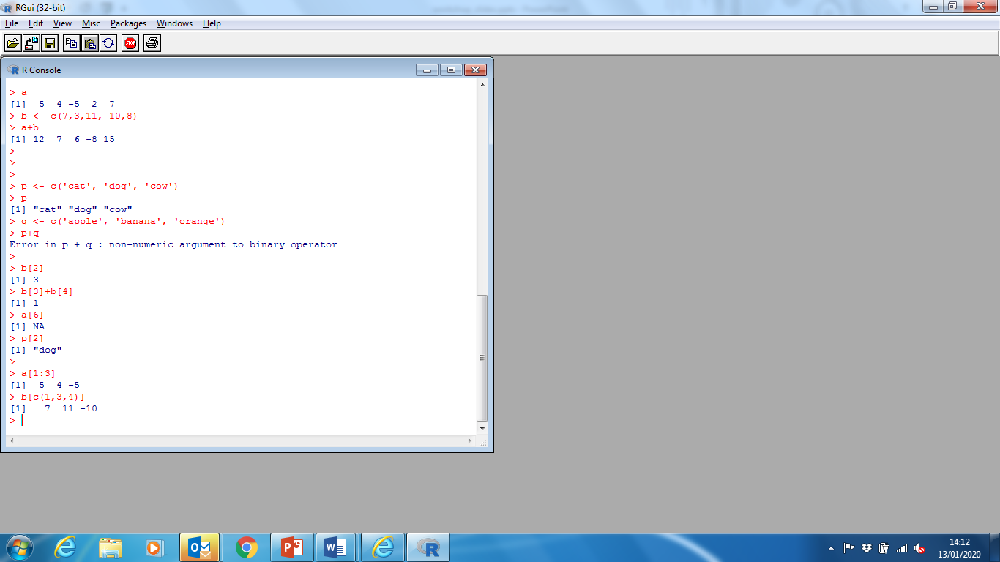 RGui (32-bit)
File Edit View Misc Packages Windows Help
STOP
R Console
> a
[1]  5  4 -5  2  7
> b <- c(7,3,11,-10,8)
> a+b
[1] 12  7  6 -8 15
>
>
>
> p <- c('cat', 'dog', 'cow')
> p
[1] "cat" "dog" "cow"
> q <- c('apple', 'banana', 'orange')
> p+q
Error in p + q : non-numeric argument to binary operator
>
> b[2]
[1] 3
> b[3]+b[4]
[1] 1
> a[6]
[1] NA
> p[2]
[1] "dog"
>
> a[1:3]
[1]  5  4 -5
> b[c(1,3,4)]
[1]   7  11 -10
>
14:12
13/01/2020